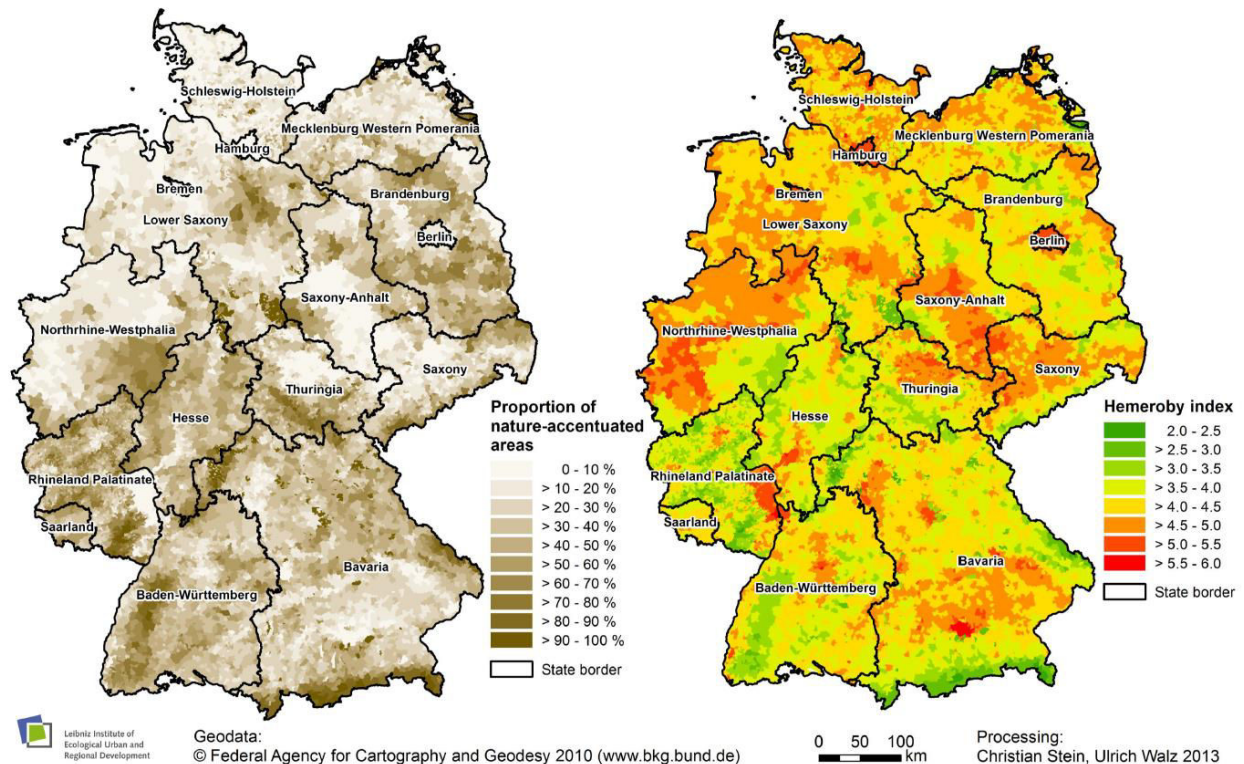 Schleswig-Holstein
Mecklenburg Western Pomerania
Hamburg
Bremen
Lower Saxony
Brandenburg
Berlin
Saxony-Anhalt
Northrhine-Westphalia
Saxony
Thuringia
Hesse
Rhineland Palatinate
Saarland
Bavaria
Baden-Württemberg
Proportion of
nature-accentuated
areas
0 - 10 %
> 10 - 20 %
> 20 - 30 %
> 30 - 40 %
> 40 - 50 %
> 50 - 60 %
> 60 - 70 %
> 70 - 80 %
> 80 - 90 %
> 90 - 100 %
State border
Schleswig-Holstein
Mecklenburg Western Pomerania
Hamburg
Bremen
Lower Saxony
Brandenburg
Berlin
Saxony-Anhalt
Northrhine-Westphalia
Saxony
Thuringia
Hesse
Rhineland Palatinate
Saarland
Bavaria
Baden-Württemberg
Hemeroby index
2.0 - 2.5
> 2.5 - 3.0
> 3.0 - 3.5
> 3.5 - 4.0
> 4.0 - 4.5
> 4.5 - 5.0
> 5.0 - 5.5
> 5.5 - 6.0
State border
Leibniz Institute of
Ecological Urban and
Regional Development
Geodata:
© Federal Agency for Cartography and Geodesy 2010 (www.bkg.bund.de)
0 50 100
km
Processing:
Christian Stein, Ulrich Walz 2013